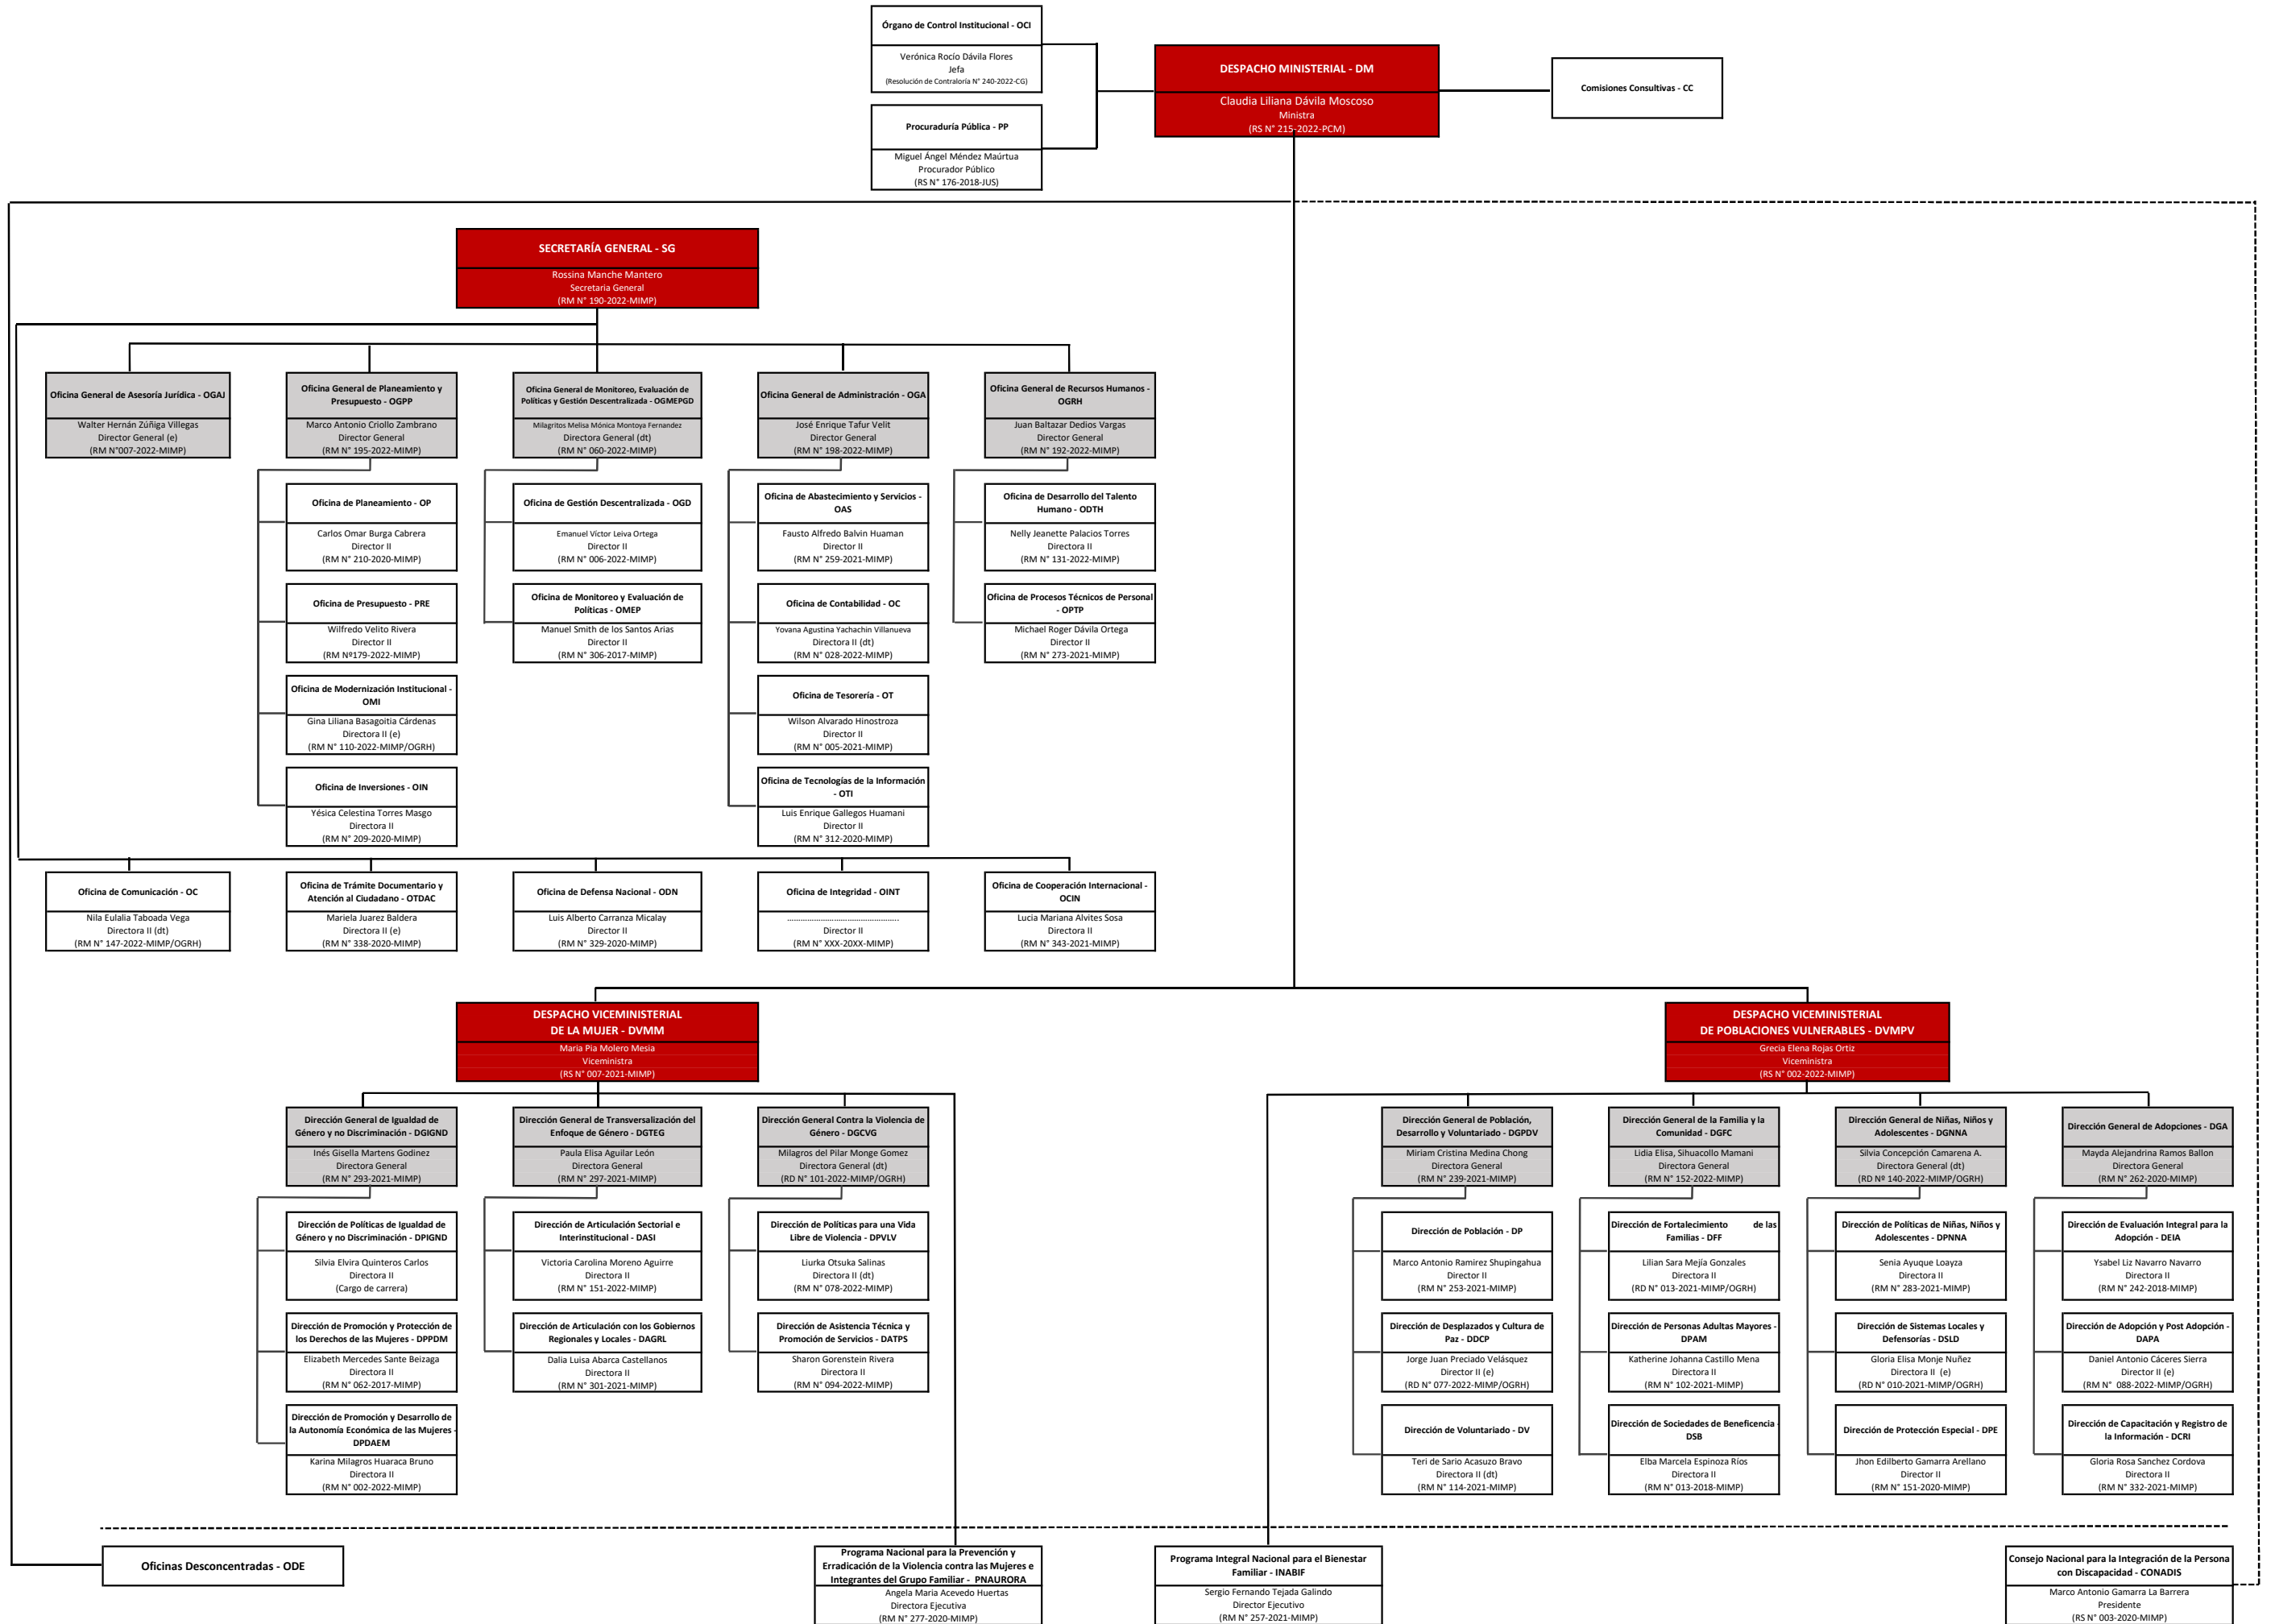 Órgano de Control Institucional - OCI
Verónica Rocío Dávila Flores
Jefa
(Resolución de Contraloría N° 240-2022-CG)
DESPACHO MINISTERIAL - DM
Claudia Liliana Dávila Moscoso
Ministra
(RS N° 215-2022-PCM)
Comisiones Consultivas - CC
Procuraduría Pública - PP
Miguel Ángel Méndez Maúrtua
Procurador Público
(RS N° 176-2018-JUS)
SECRETARÍA GENERAL - SG
Rossina Manche Mantero
Secretaria General
(RM N° 190-2022-MIMP)
Oficina General de Asesoría Jurídica - OGAJ
Walter Hernán Zúñiga Villegas
Director General (e)
(RM N°007-2022-MIMP)
Oficina General de Planeamiento y
Presupuesto - OGPP
Marco Antonio Criollo Zambrano
Director General
(RM N° 195-2022-MIMP)
Oficina General de Monitoreo, Evaluación de
Políticas y Gestión Descentralizada - OGMEPGD
Milagritos Melisa Mónica Montoya Fernandez
Directora General (dt)
(RM N° 060-2022-MIMP)
Oficina General de Administración - OGA
José Enrique Tafur Velit
Director General
(RM N° 198-2022-MIMP)
Oficina General de Recursos Humanos -
OGRH
Juan Baltazar Dedios Vargas
Director General
(RM N° 192-2022-MIMP)
Oficina de Planeamiento - OP
Carlos Omar Burga Cabrera
Director II
(RM N° 210-2020-MIMP)
Oficina de Gestión Descentralizada - OGD
Emanuel Víctor Leiva Ortega
Director II
(RM N° 006-2022-MIMP)
Oficina de Abastecimiento y Servicios -
OAS
Fausto Alfredo Balvin Huaman
Director II
(RM N° 259-2021-MIMP)
Oficina de Desarrollo del Talento
Humano - ODTH
Nelly Jeanette Palacios Torres
Directora II
(RM N° 131-2022-MIMP)
Oficina de Presupuesto - PRE
Wilfredo Velito Rivera
Director II
(RM Nº179-2022-MIMP)
Oficina de Monitoreo y Evaluación de
Políticas - OMEP
Manuel Smith de los Santos Arias
Director II
(RM N° 306-2017-MIMP)
Oficina de Contabilidad - OC
Yovana Agustina Yachachin Villanueva
Directora II (dt)
(RM N° 028-2022-MIMP)
Oficina de Procesos Técnicos de Personal
- OPTP
Michael Roger Dávila Ortega
Director II
(RM N° 273-2021-MIMP)
Oficina de Modernización Institucional -
OMI
Gina Liliana Basagoitia Cárdenas
Directora II (e)
(RM N° 110-2022-MIMP/OGRH)
Oficina de Tesorería - OT
Wilson Alvarado Hinostroza
Director II
(RM N° 005-2021-MIMP)
Oficina de Inversiones - OIN
Yésica Celestina Torres Masgo
Directora II
(RM N° 209-2020-MIMP)
Oficina de Tecnologías de la Información
- OTI
Luis Enrique Gallegos Huamani
Director II
(RM N° 312-2020-MIMP)
Oficina de Comunicación - OC
Nila Eulalia Taboada Vega
Directora II (dt)
(RM N° 147-2022-MIMP/OGRH)
Oficina de Trámite Documentario y
Atención al Ciudadano - OTDAC
Mariela Juarez Baldera
Directora II (e)
(RM N° 338-2020-MIMP)
Oficina de Defensa Nacional - ODN
Luis Alberto Carranza Micalay
Director II
(RM N° 329-2020-MIMP)
Oficina de Integridad - OINT
……………………………………………
Director II
(RM N° XXX-20XX-MIMP)
Oficina de Cooperación Internacional -
OCIN
Lucia Mariana Alvites Sosa
Directora II
(RM N° 343-2021-MIMP)
DESPACHO VICEMINISTERIAL
DE LA MUJER - DVMM
Maria Pia Molero Mesia
Viceministra
(RS N° 007-2021-MIMP)
DESPACHO VICEMINISTERIAL
DE POBLACIONES VULNERABLES - DVMPV
Grecia Elena Rojas Ortiz
Viceministra
(RS N° 002-2022-MIMP)
Dirección General de Igualdad de
Género y no Discriminación - DGIGND
Inés Gisella Martens Godinez
Directora General
(RM N° 293-2021-MIMP)
Dirección General de Transversalización del
Enfoque de Género - DGTEG
Paula Elisa Aguilar León
Directora General
(RM N° 297-2021-MIMP)
Dirección General Contra la Violencia de
Género - DGCVG
Milagros del Pilar Monge Gomez
Directora General (dt)
(RD N° 101-2022-MIMP/OGRH)
Dirección General de Población,
Desarrollo y Voluntariado - DGPDV
Miriam Cristina Medina Chong
Directora General
(RM N° 239-2021-MIMP)
Dirección General de la Familia y la
Comunidad - DGFC
Lidia Elisa, Sihuacollo Mamani
Directora General
(RM N° 152-2022-MIMP)
Dirección General de Niñas, Niños y
Adolescentes - DGNNA
Silvia Concepción Camarena A.
Directora General (dt)
(RD Nº 140-2022-MIMP/OGRH)
Dirección General de Adopciones - DGA
Mayda Alejandrina Ramos Ballon
Directora General
(RM N° 262-2020-MIMP)
Dirección de Políticas de Igualdad de
Género y no Discriminación - DPIGND
Silvia Elvira Quinteros Carlos
Directora II
(Cargo de carrera)
Dirección de Articulación Sectorial e
Interinstitucional - DASI
Victoria Carolina Moreno Aguirre
Directora II
(RM N° 151-2022-MIMP)
Dirección de Políticas para una Vida
Libre de Violencia - DPVLV
Liurka Otsuka Salinas
Directora II (dt)
(RM N° 078-2022-MIMP)
Dirección de Población - DP
Marco Antonio Ramirez Shupingahua
Director II
(RM N° 253-2021-MIMP)
Dirección de Fortalecimiento de las
Familias - DFF
Lilian Sara Mejía Gonzales
Directora II
(RD N° 013-2021-MIMP/OGRH)
Dirección de Políticas de Niñas, Niños y
Adolescentes - DPNNA
Senia Ayuque Loayza
Directora II
(RM N° 283-2021-MIMP)
Dirección de Evaluación Integral para la
Adopción - DEIA
Ysabel Liz Navarro Navarro
Directora II
(RM N° 242-2018-MIMP)
Dirección de Promoción y Protección de
los Derechos de las Mujeres - DPPDM
Elizabeth Mercedes Sante Beizaga
Directora II
(RM N° 062-2017-MIMP)
Dirección de Articulación con los Gobiernos
Regionales y Locales - DAGRL
Dalia Luisa Abarca Castellanos
Directora II
(RM N° 301-2021-MIMP)
Dirección de Asistencia Técnica y
Promoción de Servicios - DATPS
Sharon Gorenstein Rivera
Directora II
(RM N° 094-2022-MIMP)
Dirección de Desplazados y Cultura de
Paz - DDCP
Jorge Juan Preciado Velásquez
Director II (e)
(RD N° 077-2022-MIMP/OGRH)
Dirección de Personas Adultas Mayores -
DPAM
Katherine Johanna Castillo Mena
Directora II
(RM N° 102-2021-MIMP)
Dirección de Sistemas Locales y
Defensorías - DSLD
Gloria Elisa Monje Nuñez
Directora II (e)
(RD N° 010-2021-MIMP/OGRH)
Dirección de Adopción y Post Adopción -
DAPA
Daniel Antonio Cáceres Sierra
Director II (e)
(RM N° 088-2022-MIMP/OGRH)
Dirección de Promoción y Desarrollo de
la Autonomía Económica de las Mujeres -
DPDAEM
Karina Milagros Huaraca Bruno
Directora II
(RM N° 002-2022-MIMP)
Dirección de Voluntariado - DV
Teri de Sario Acasuzo Bravo
Directora II (dt)
(RM N° 114-2021-MIMP)
Dirección de Sociedades de Beneficencia -
DSB
Elba Marcela Espinoza Ríos
Directora II
(RM N° 013-2018-MIMP)
Dirección de Protección Especial - DPE
Jhon Edilberto Gamarra Arellano
Director II
(RM N° 151-2020-MIMP)
Dirección de Capacitación y Registro de
la Información - DCRI
Gloria Rosa Sanchez Cordova
Directora II
(RM N° 332-2021-MIMP)
Oficinas Desconcentradas - ODE
Programa Nacional para la Prevención y
Erradicación de la Violencia contra las Mujeres e
Integrantes del Grupo Familiar - PNAURORA
Angela Maria Acevedo Huertas
Directora Ejecutiva
(RM N° 277-2020-MIMP)
Programa Integral Nacional para el Bienestar
Familiar - INABIF
Sergio Fernando Tejada Galindo
Director Ejecutivo
(RM N° 257-2021-MIMP)
Consejo Nacional para la Integración de la Persona
con Discapacidad - CONADIS
Marco Antonio Gamarra La Barrera
Presidente
(RS N° 003-2020-MIMP)